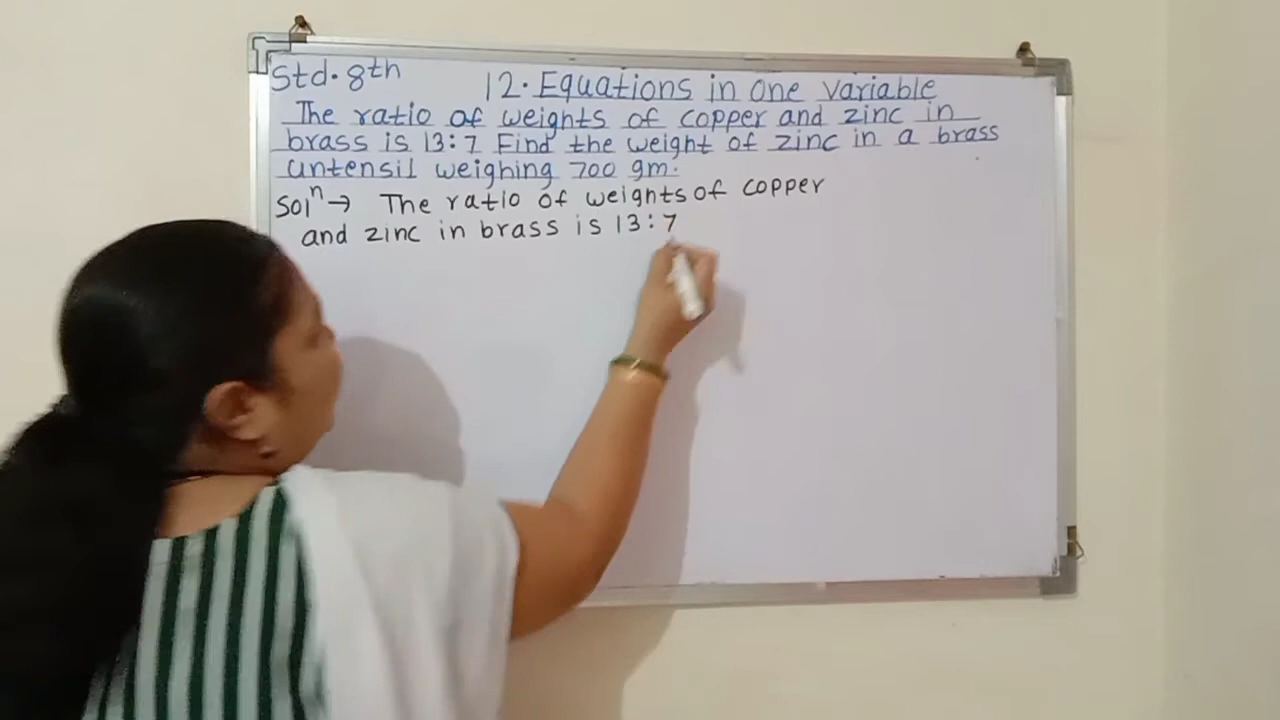 Std. 8th 12. Equations in one variable
The ratio of weights of copper and zinc in
brass is 13:7 Find the weight of zinc in a brass
untensil weighing 700 gm.
Solⁿ → The ratio of weignts of copper
and zinc in brass is 13:7